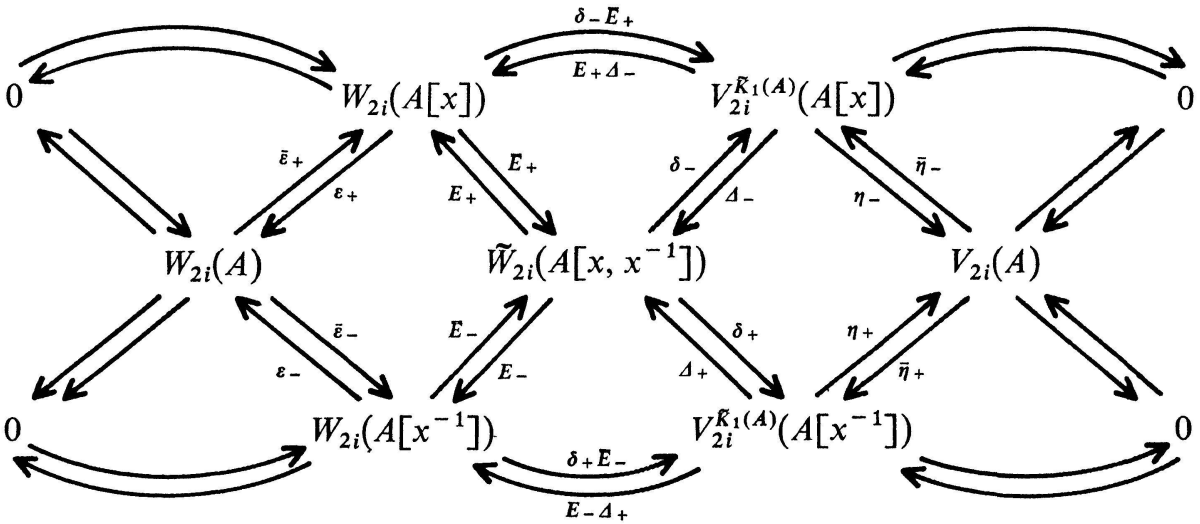 δ₋Ē₊
E₊Δ₋
0 W₂ᵢ(A[x]) V₂ᵢ^{K̃₁(A)}(A[x]) 0
ε̄₊ Ē₊ δ₋ η̄₋
ε₊ E₊ Δ₋ η₋
W₂ᵢ(A) W̃₂ᵢ(A[x, x⁻¹]) V₂ᵢ(A)
ε̄₋ Ē₋ δ₊ η₊
ε₋ E₋ Δ₊ η̄₊
0 W₂ᵢ(A[x⁻¹]) V₂ᵢ^{K̃₁(A)}(A[x⁻¹]) 0
δ₊Ē₋
E₋Δ₊